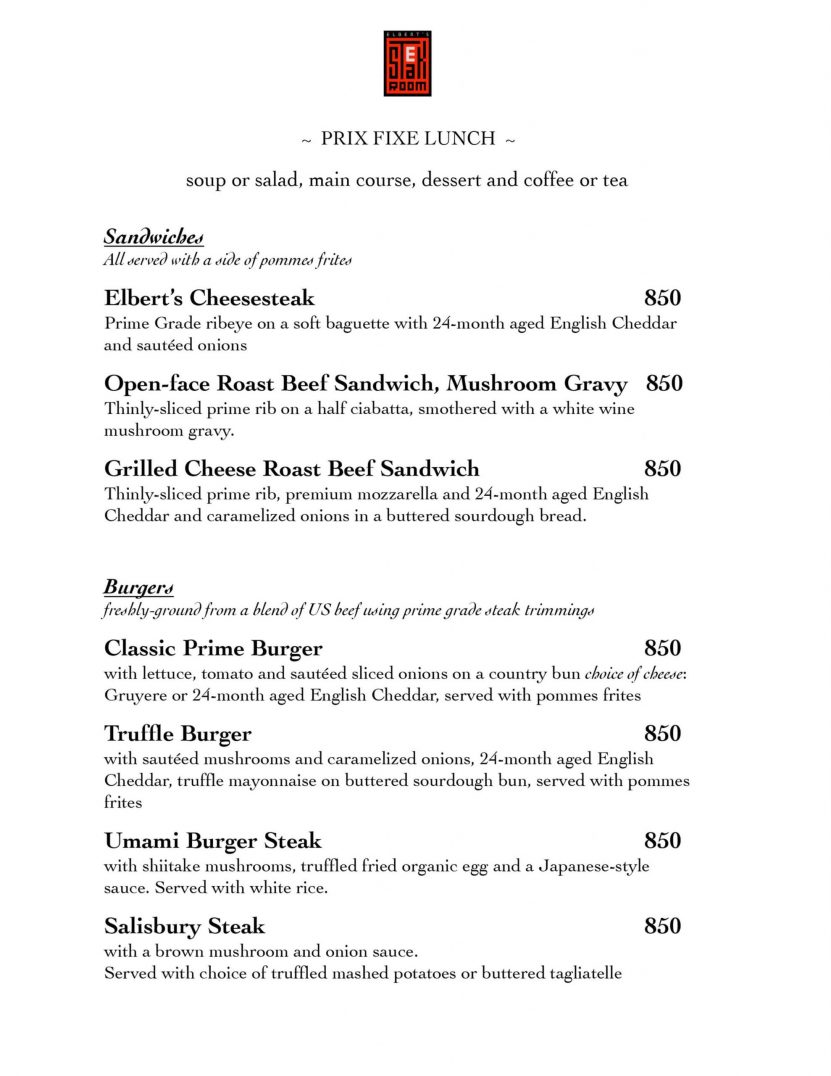 ELBERT'S
STEAK
ROOM
~ PRIX FIXE LUNCH ~
soup or salad, main course, dessert and coffee or tea
Sandwiches
All served with a side of pommes frites
Elbert's Cheesesteak 850
Prime Grade ribeye on a soft baguette with 24-month aged English Cheddar
and sautéed onions
Open-face Roast Beef Sandwich, Mushroom Gravy 850
Thinly-sliced prime rib on a half ciabatta, smothered with a white wine
mushroom gravy.
Grilled Cheese Roast Beef Sandwich 850
Thinly-sliced prime rib, premium mozzarella and 24-month aged English
Cheddar and caramelized onions in a buttered sourdough bread.
Burgers
freshly-ground from a blend of US beef using prime grade steak trimmings
Classic Prime Burger 850
with lettuce, tomato and sautéed sliced onions on a country bun choice of cheese:
Gruyere or 24-month aged English Cheddar, served with pommes frites
Truffle Burger 850
with sautéed mushrooms and caramelized onions, 24-month aged English
Cheddar, truffle mayonnaise on buttered sourdough bun, served with pommes
frites
Umami Burger Steak 850
with shiitake mushrooms, truffled fried organic egg and a Japanese-style
sauce. Served with white rice.
Salisbury Steak 850
with a brown mushroom and onion sauce.
Served with choice of truffled mashed potatoes or buttered tagliatelle